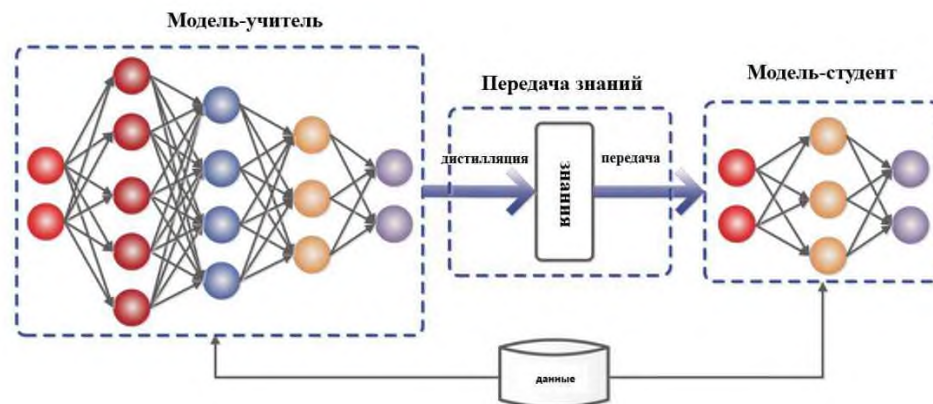 Модель-учитель
Передача знаний
Модель-студент
дистилляция
знания
передача
данные